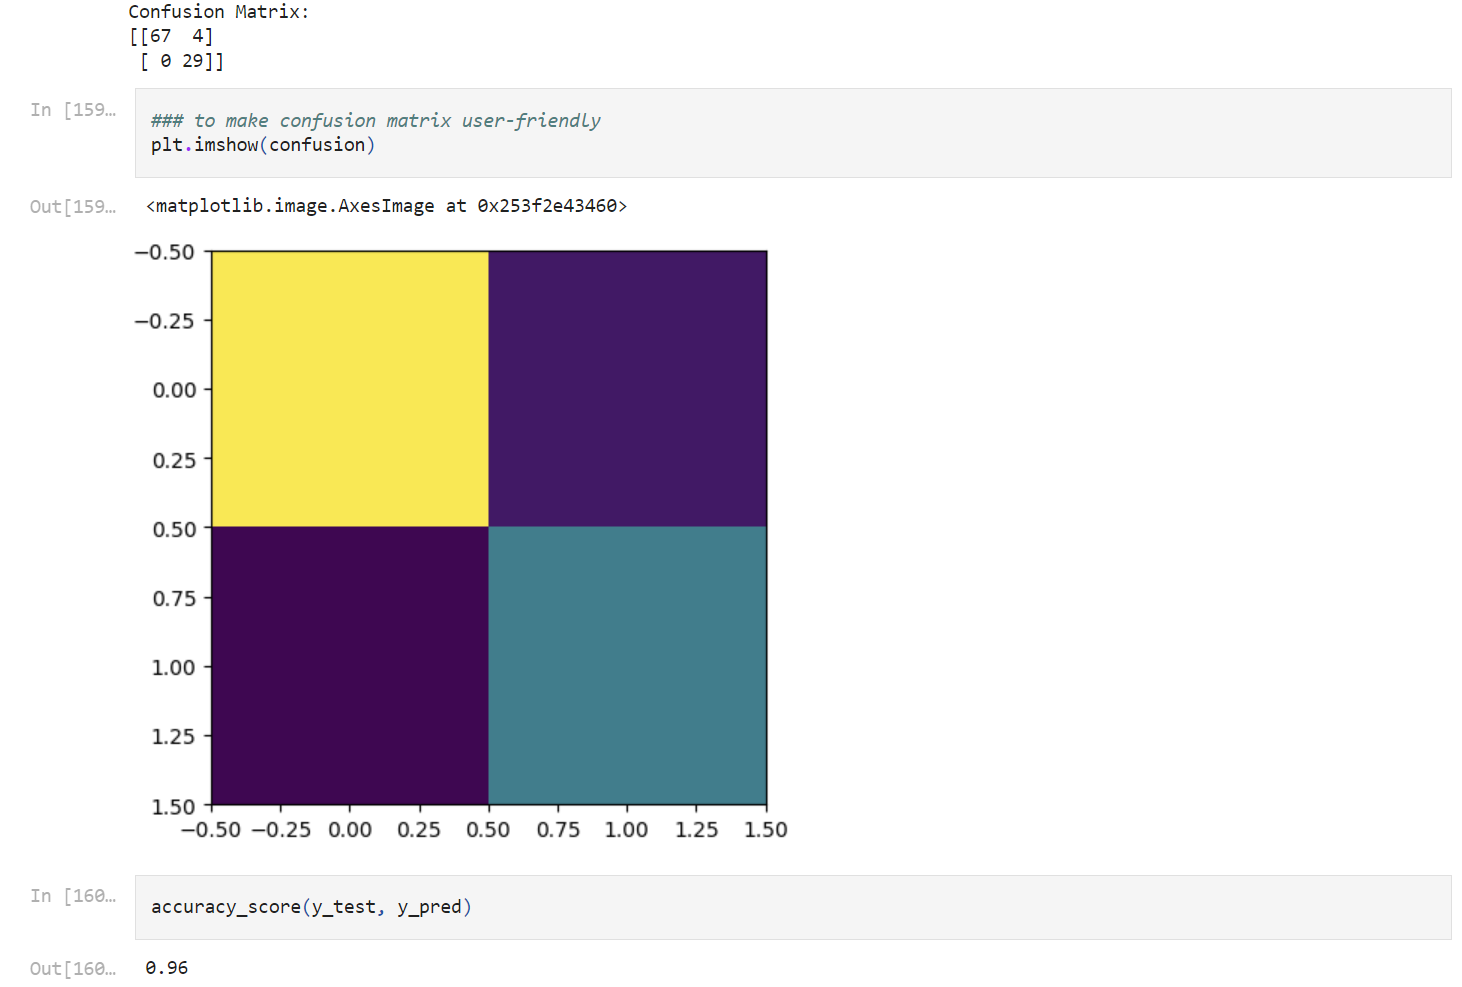 Confusion Matrix:
[[67  4]
 [ 0 29]]
In [159…
### to make confusion matrix user-friendly
plt.imshow(confusion)
Out[159…
<matplotlib.image.AxesImage at 0x253f2e43460>
−0.50
−0.25
0.00
0.25
0.50
0.75
1.00
1.25
1.50
−0.50 −0.25 0.00 0.25 0.50 0.75 1.00 1.25 1.50
In [160…
accuracy_score(y_test, y_pred)
Out[160…
0.96